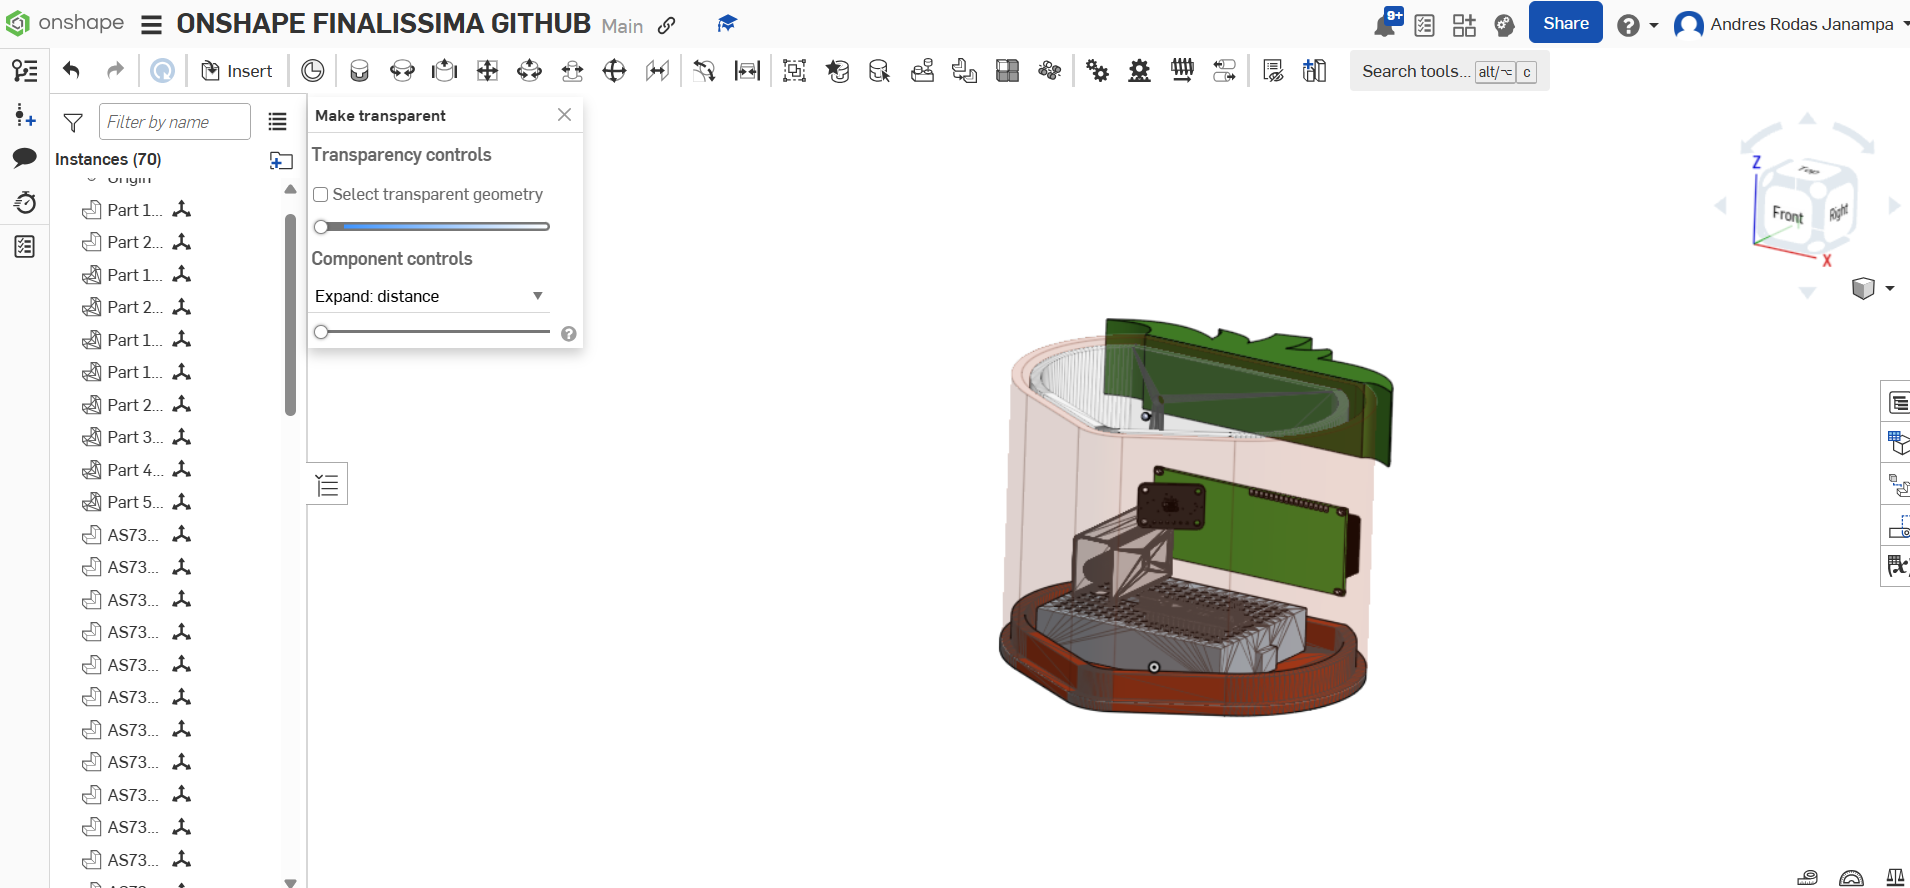 onshape ONSHAPE FINALISSIMA GITHUB Main 9+ Share Andres Rodas Janampa
Insert Search tools... alt/⌥ c
Filter by name
Instances (70)
Origin
Part 1...
Part 2...
Part 1...
Part 2...
Part 1...
Part 1...
Part 2...
Part 3...
Part 4...
Part 5...
AS73...
AS73...
AS73...
AS73...
AS73...
AS73...
AS73...
AS73...
AS73...
AS73...
AS73...
Make transparent
Transparency controls
Select transparent geometry
Component controls
Expand: distance
Z
Top
Front
Right
X